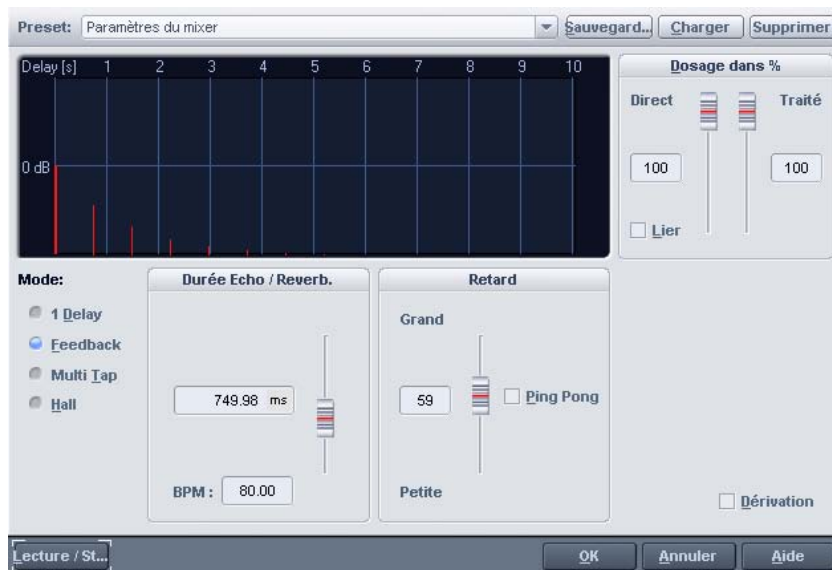 Preset: Paramètres du mixer Sauvegard... Charger Supprimer
Delay [s] 1 2 3 4 5 6 7 8 9 10
0 dB
Dosage dans %
Direct Traité
100 100
Lier
Mode:
1 Delay
Feedback
Multi Tap
Hall
Durée Echo / Reverb.
749.98 ms
BPM : 80.00
Retard
Grand
59 Ping Pong
Petite
Dérivation
Lecture / St... OK Annuler Aide